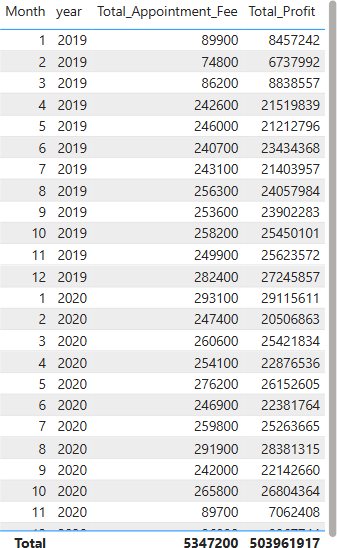 Month year Total_Appointment_Fee Total_Profit
1 2019 89900 8457242
2 2019 74800 6737992
3 2019 86200 8838557
4 2019 242600 21519839
5 2019 246000 21212796
6 2019 240700 23434368
7 2019 243100 21403957
8 2019 256300 24057984
9 2019 253600 23902283
10 2019 258200 25450101
11 2019 249900 25623572
12 2019 282400 27245857
1 2020 293100 29115611
2 2020 247400 20506863
3 2020 260600 25421834
4 2020 254100 22876536
5 2020 276200 26152605
6 2020 246900 22381764
7 2020 259800 25263665
8 2020 291900 28381315
9 2020 242000 22142660
10 2020 265800 26804364
11 2020 89700 7062408
Total 5347200 503961917